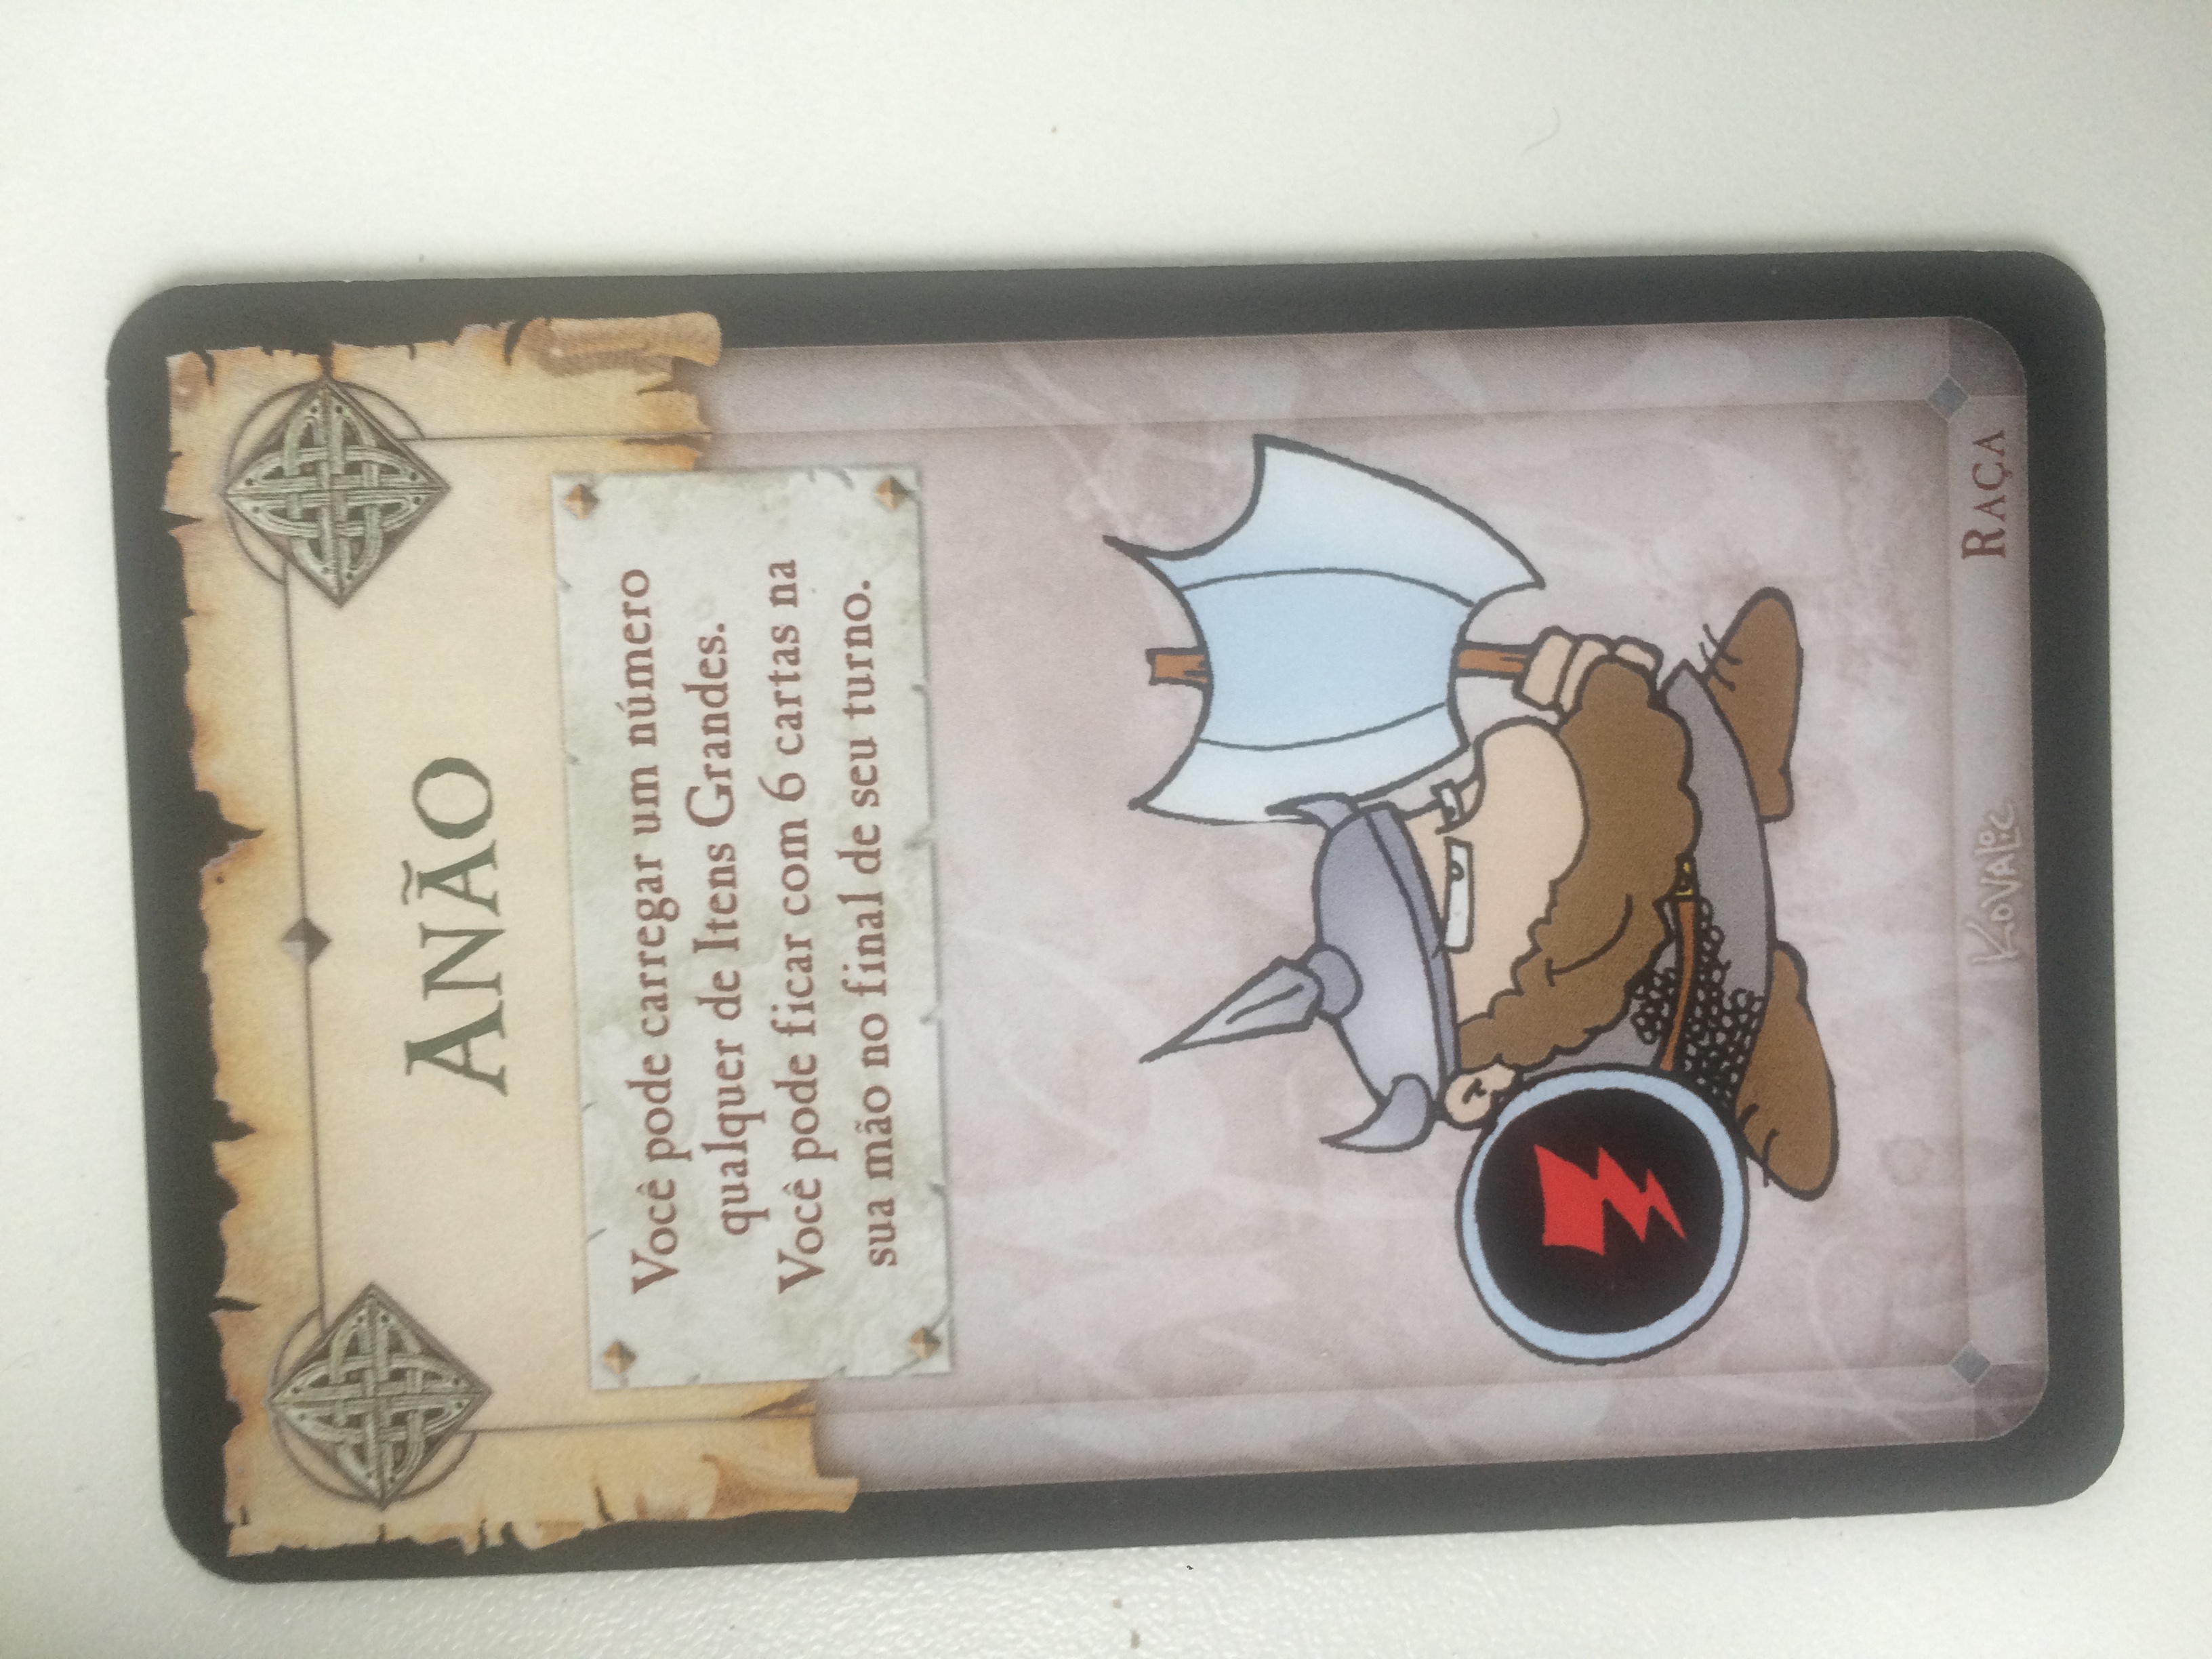 Anão
Você pode carregar um número
qualquer de Itens Grandes.
Você pode ficar com 6 cartas na
sua mão no final de seu turno.
Kovalic
Raça